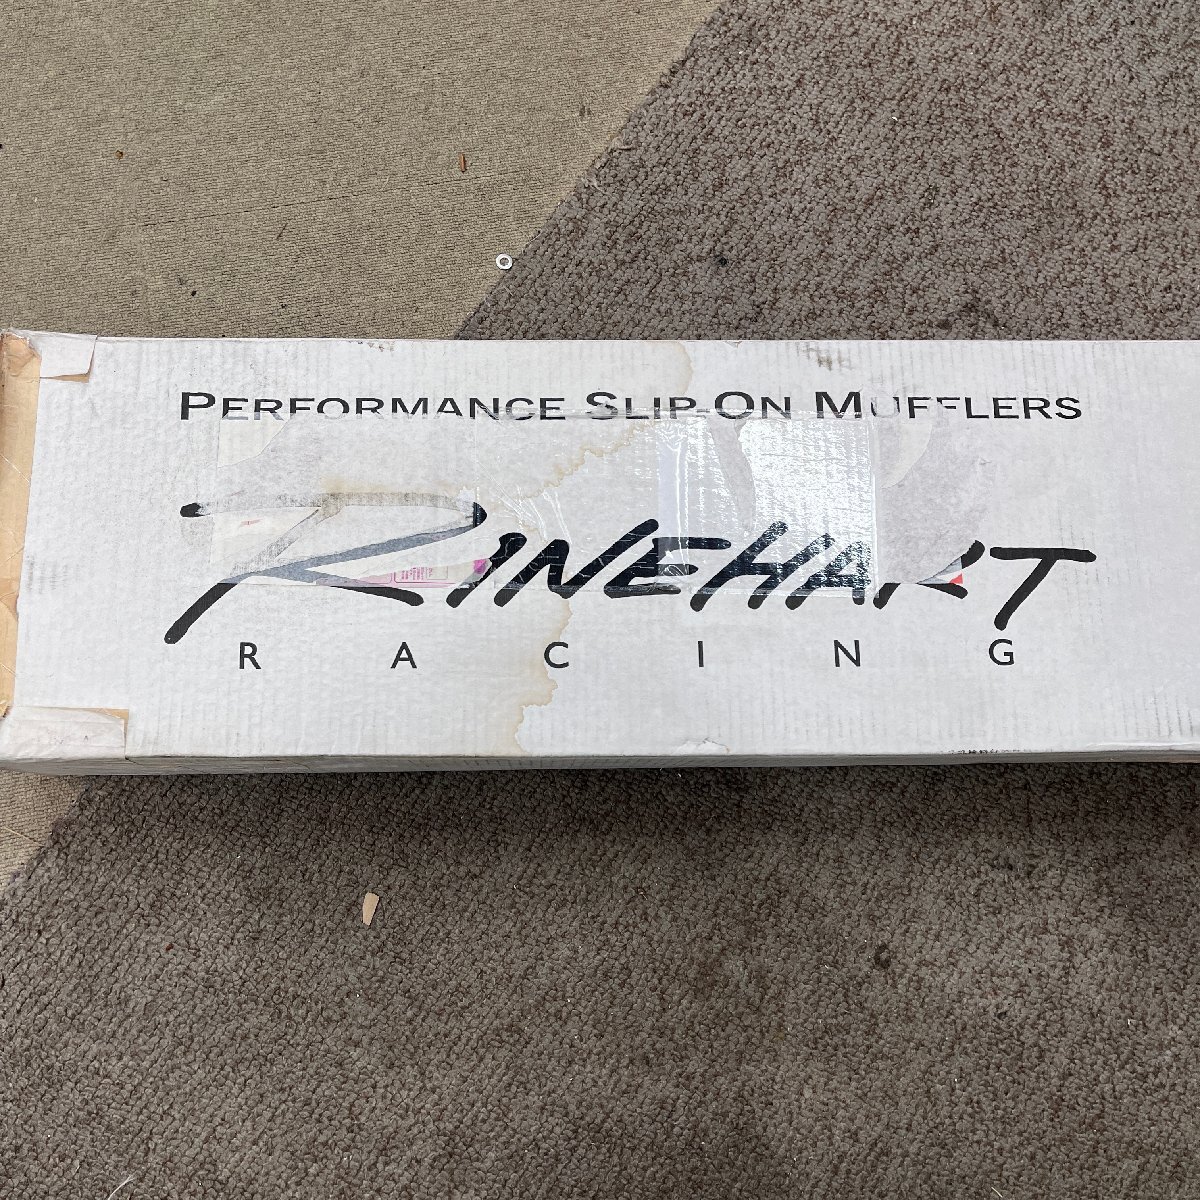 PERFORMANCE SLIP-ON MUFFLERS
RINEHART
RACING